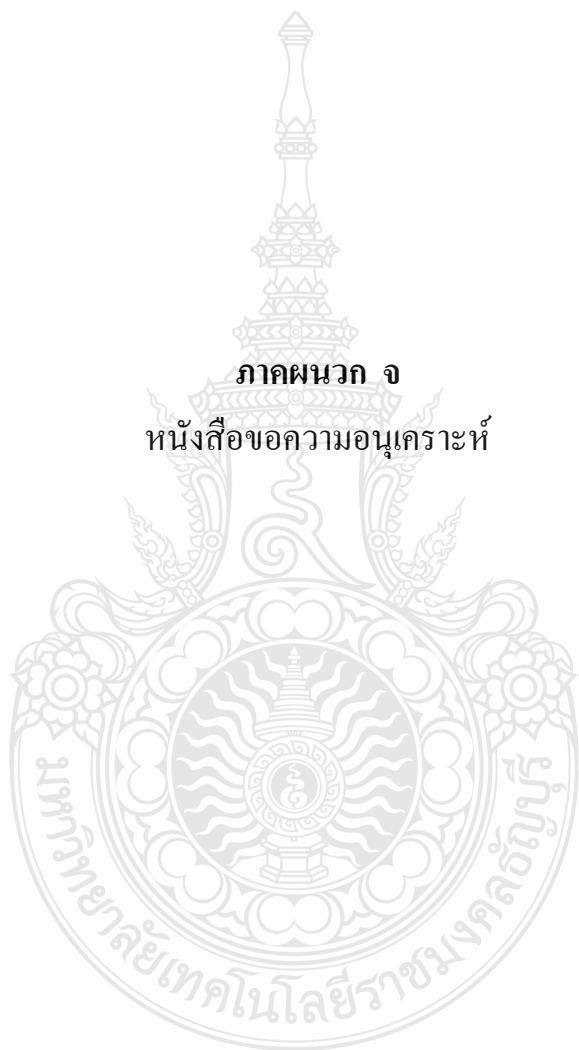 ภาคผนวก จ
หนังสือขอความอนุเคราะห์
มหาวิทยาลัยเทคโนโลยีราชมงคลธัญบุรี